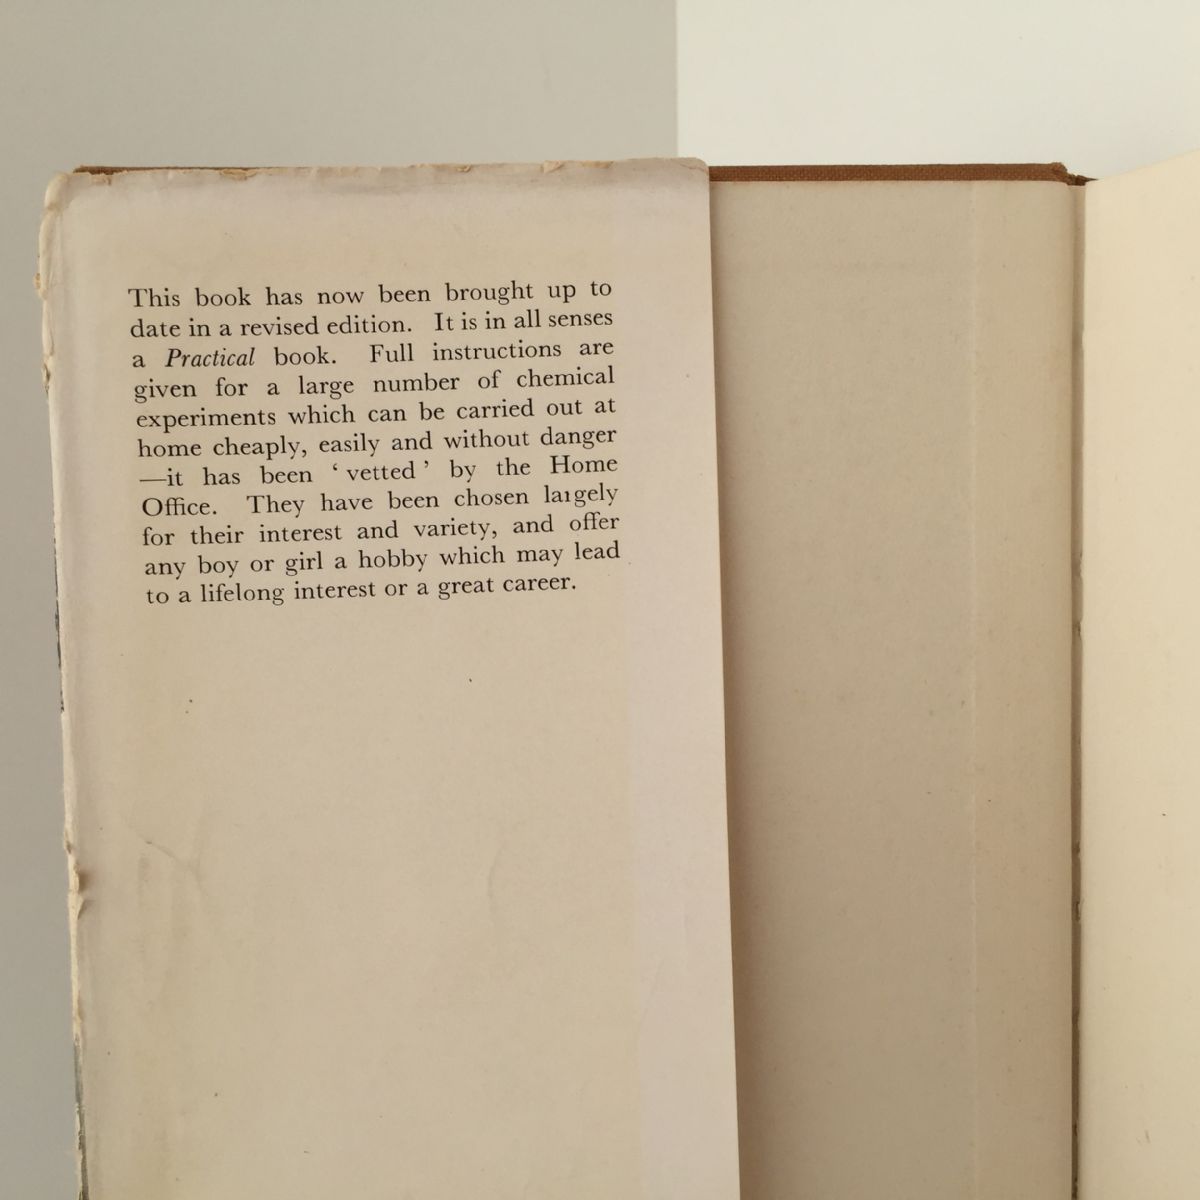 This book has now been brought up to
date in a revised edition. It is in all senses
a Practical book. Full instructions are
given for a large number of chemical
experiments which can be carried out at
home cheaply, easily and without danger
—it has been ‘ vetted ’ by the Home
Office. They have been chosen largely
for their interest and variety, and offer
any boy or girl a hobby which may lead
to a lifelong interest or a great career.